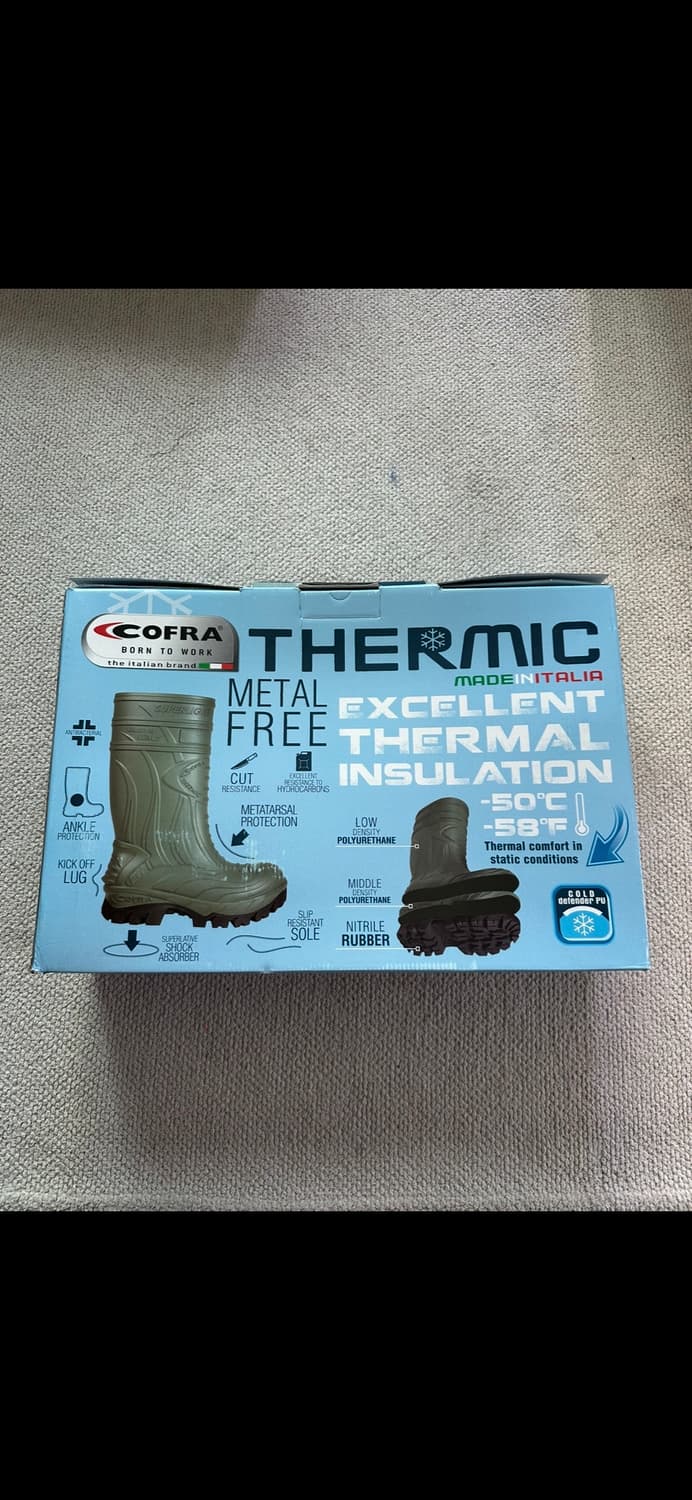 COFRA®
BORN TO WORK
the italian brand
THERMIC
MADEINITALIA
METAL
FREE
EXCELLENT
THERMAL
INSULATION
-50°C
-58°F
Thermal comfort in
static conditions
ANTIBACTERIAL
CUT
RESISTANCE
EXCELLENT
RESISTANCE TO
HYDROCARBONS
METATARSAL
PROTECTION
ANKLE
PROTECTION
KICK OFF
LUG
SUPERLATIVE
SHOCK
ABSORBER
SLIP
RESISTANT
SOLE
LOW
DENSITY
POLYURETHANE
MIDDLE
DENSITY
POLYURETHANE
NITRILE
RUBBER
COLD
defender PU